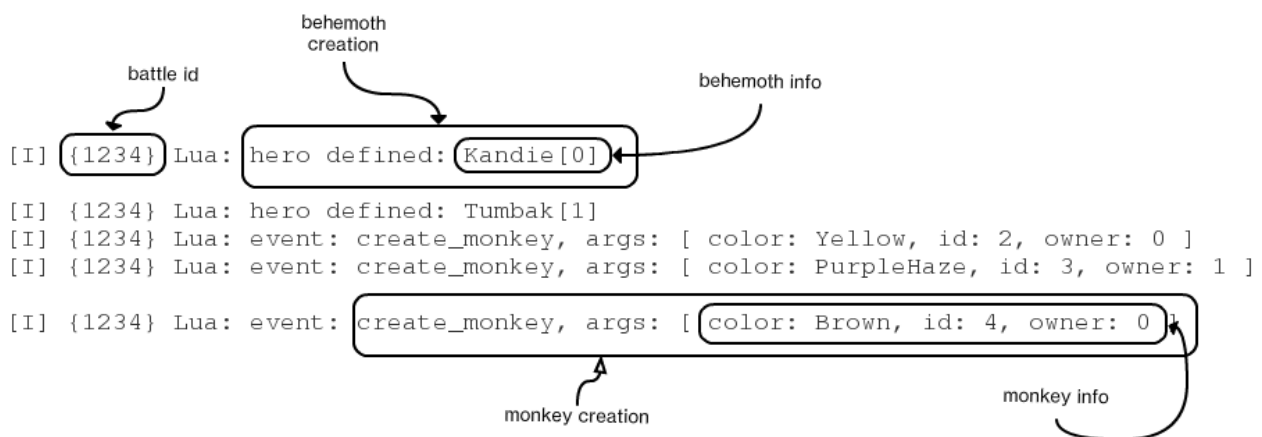 behemoth
creation
battle id
behemoth info
[I] {1234} Lua: hero defined: Kandie[0]
[I] {1234} Lua: hero defined: Tumbak[1]
[I] {1234} Lua: event: create_monkey, args: [ color: Yellow, id: 2, owner: 0 ]
[I] {1234} Lua: event: create_monkey, args: [ color: PurpleHaze, id: 3, owner: 1 ]
[I] {1234} Lua: event: create_monkey, args: [ color: Brown, id: 4, owner: 0 ]
monkey creation
monkey info